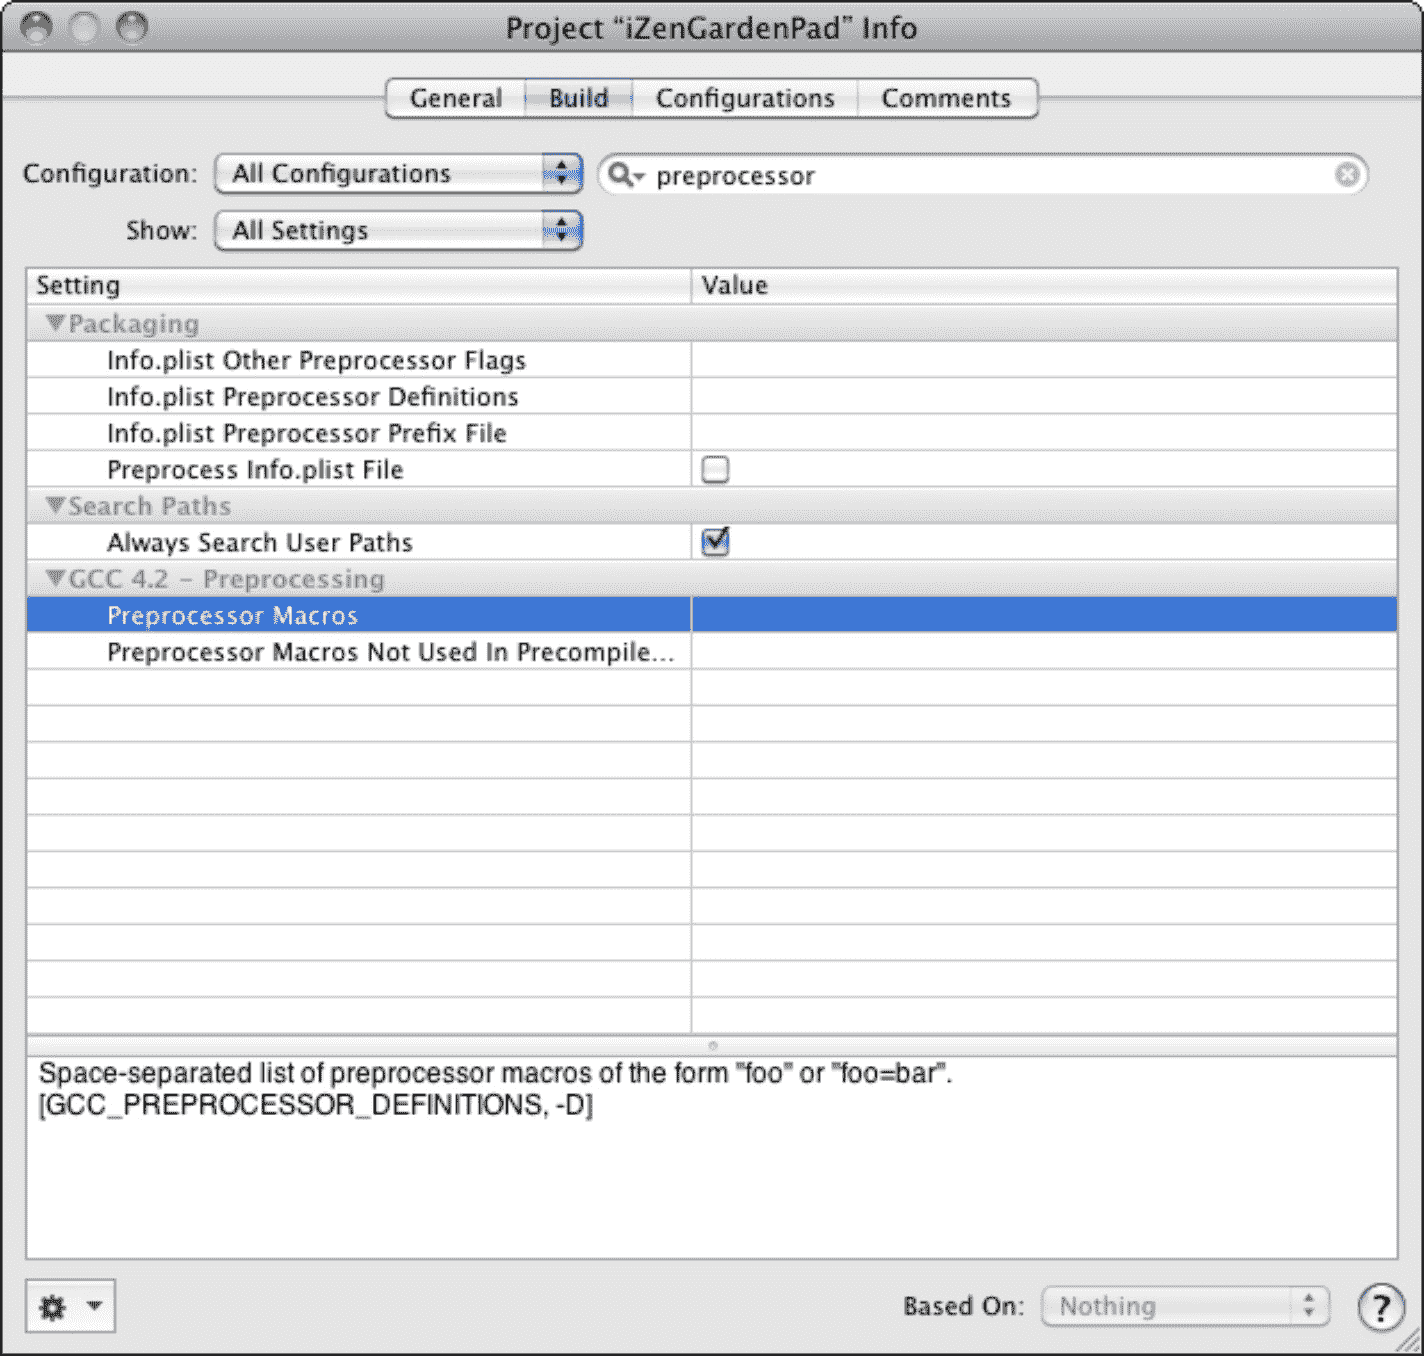 Project “iZenGardenPad” Info
General Build Configurations Comments
Configuration: All Configurations preprocessor
Show: All Settings
Setting Value
Packaging
Info.plist Other Preprocessor Flags
Info.plist Preprocessor Definitions
Info.plist Preprocessor Prefix File
Preprocess Info.plist File
Search Paths
Always Search User Paths
GCC 4.2 – Preprocessing
Preprocessor Macros
Preprocessor Macros Not Used In Precompile...
Space-separated list of preprocessor macros of the form "foo" or "foo=bar".
[GCC_PREPROCESSOR_DEFINITIONS, -D]
Based On: Nothing ?